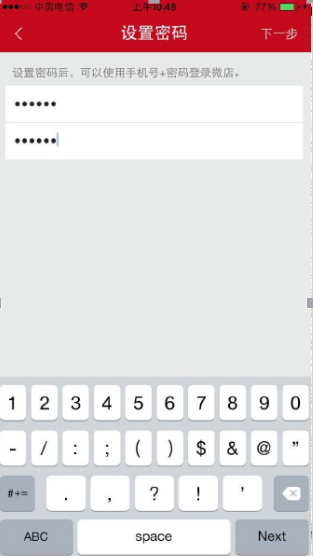 中国电信 上午10:48 77%
设置密码 下一步
设置密码后，可以使用手机号+密码登录微店。
••••••
••••••
1 2 3 4 5 6 7 8 9 0
- / : ; ( ) $ & @ ”
#+= . , ? ! ’
ABC space Next